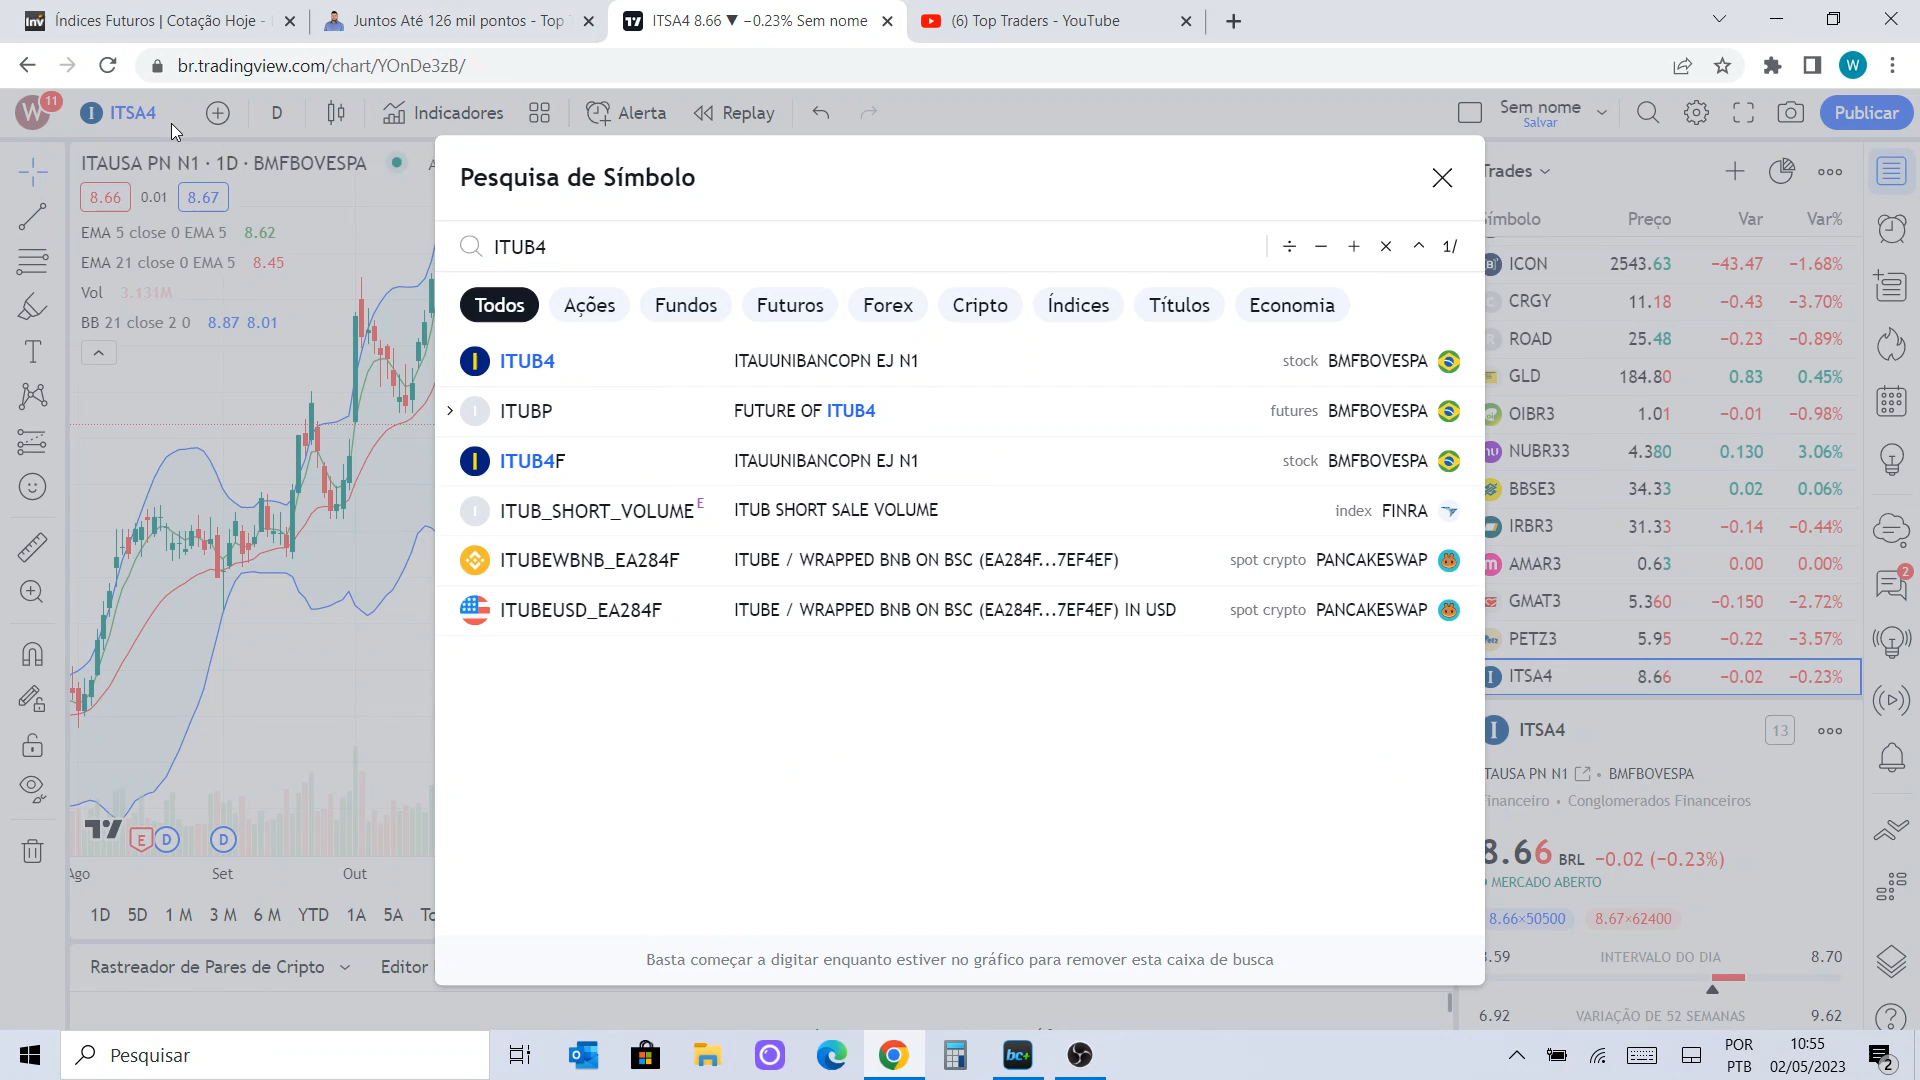 Índices Futuros | Cotação Hoje -
Juntos Até 126 mil pontos - Top
ITSA4 8.66 ▼ −0.23% Sem nome
(6) Top Traders - YouTube
br.tradingview.com/chart/YOnDe3zB/
W
W 11 ITSA4 D Indicadores Alerta Replay
Sem nome
Salvar
Publicar
ITAUSA PN N1 · 1D · BMFBOVESPA
8.66 0.01 8.67
EMA 5 close 0 EMA 5 8.62
EMA 21 close 0 EMA 5 8.45
Vol 3.131M
BB 21 close 2 0 8.87 8.01
E D D
Ago Set Out
1D 5D 1 M 3 M 6 M YTD 1A 5A To
Rastreador de Pares de Cripto Editor
Pesquisa de Símbolo
ITUB4
÷ − + × ^ 1/
Todos Ações Fundos Futuros Forex Cripto Índices Títulos Economia
ITUB4 ITAUUNIBANCOPN EJ N1 stock BMFBOVESPA
ITUBP FUTURE OF ITUB4 futures BMFBOVESPA
ITUB4F ITAUUNIBANCOPN EJ N1 stock BMFBOVESPA
ITUB_SHORT_VOLUME E ITUB SHORT SALE VOLUME index FINRA
ITUBEWBNB_EA284F ITUBE / WRAPPED BNB ON BSC (EA284F...7EF4EF) spot crypto PANCAKESWAP
ITUBEUSD_EA284F ITUBE / WRAPPED BNB ON BSC (EA284F...7EF4EF) IN USD spot crypto PANCAKESWAP
Basta começar a digitar enquanto estiver no gráfico para remover esta caixa de busca
Trades
ímbolo Preço Var Var%
ICON 2543.63 −43.47 −1.68%
CRGY 11.18 −0.43 −3.70%
ROAD 25.48 −0.23 −0.89%
GLD 184.80 0.83 0.45%
OIBR3 1.01 −0.01 −0.98%
NUBR33 4.380 0.130 3.06%
BBSE3 34.33 0.02 0.06%
IRBR3 31.33 −0.14 −0.44%
AMAR3 0.63 0.00 0.00%
GMAT3 5.360 −0.150 −2.72%
PETZ3 5.95 −0.22 −3.57%
ITSA4 8.66 −0.02 −0.23%
ITSA4 13
TAUSA PN N1 • BMFBOVESPA
inanceiro • Conglomerados Financeiros
8.66 BRL −0.02 (−0.23%)
MERCADO ABERTO
8.66×50500 8.67×62400
.59 INTERVALO DO DIA 8.70
6.92 VARIAÇÃO DE 52 SEMANAS 9.62
2
Pesquisar
bc+
POR
PTB
10:55
02/05/2023
2